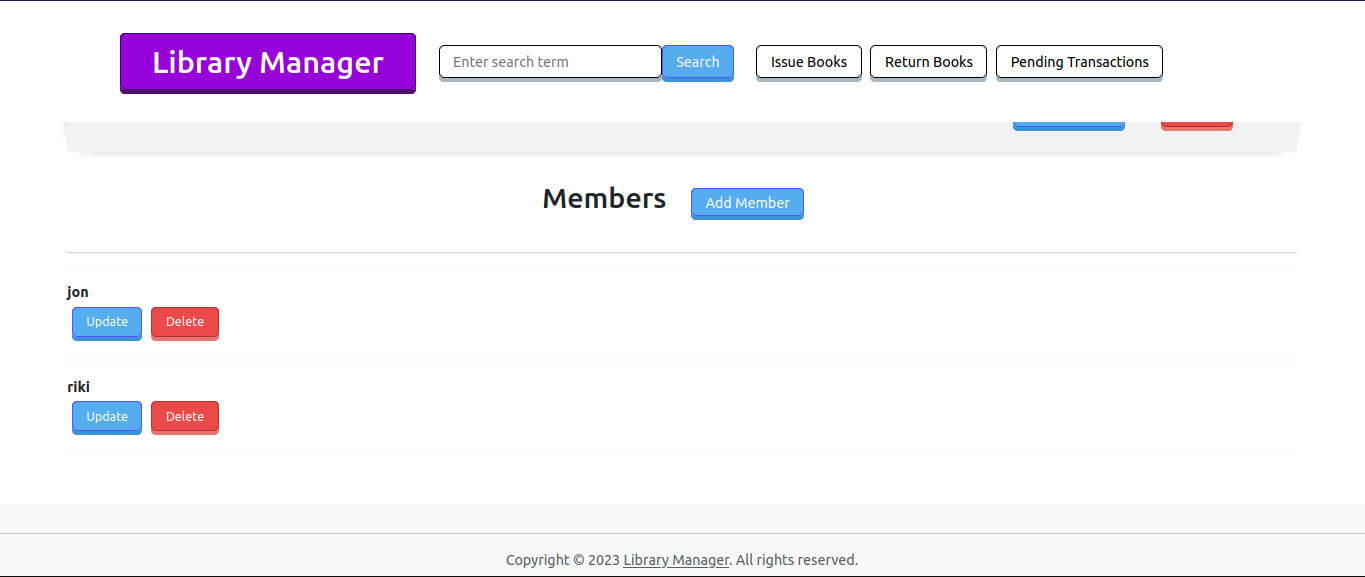 Library Manager Enter search term Search Issue Books Return Books Pending Transactions
Members Add Member
jon
Update Delete
riki
Update Delete
Copyright © 2023 Library Manager. All rights reserved.